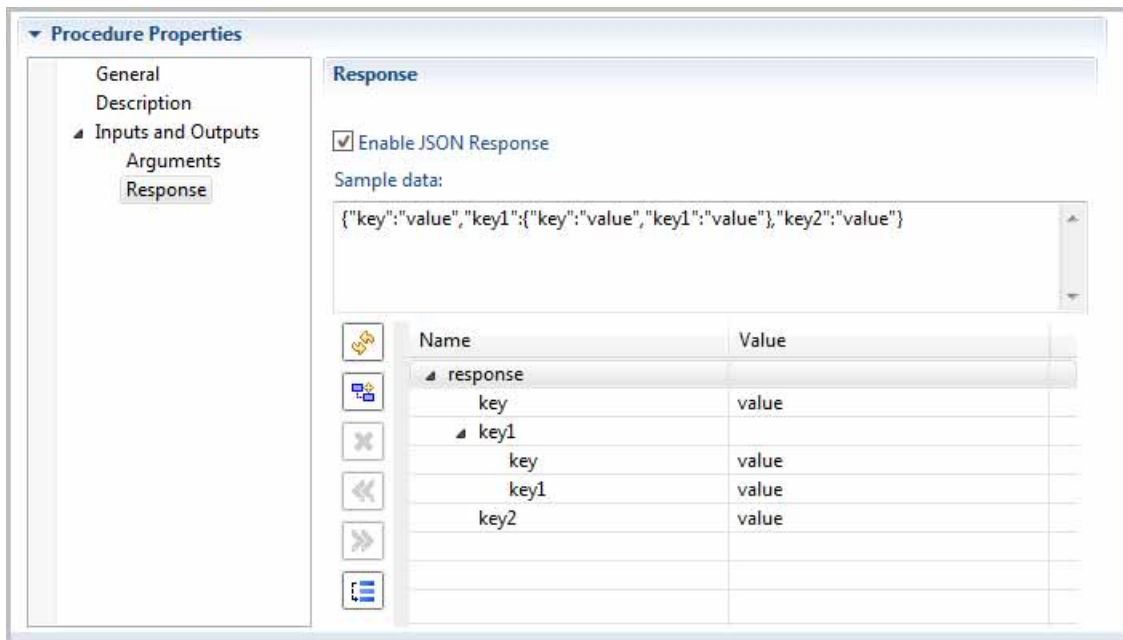 Procedure Properties
General
Description
Inputs and Outputs
Arguments
Response
Response
Enable JSON Response
Sample data:
{"key":"value","key1":{"key":"value","key1":"value"},"key2":"value"}
Name Value
response
key value
key1
key value
key1 value
key2 value